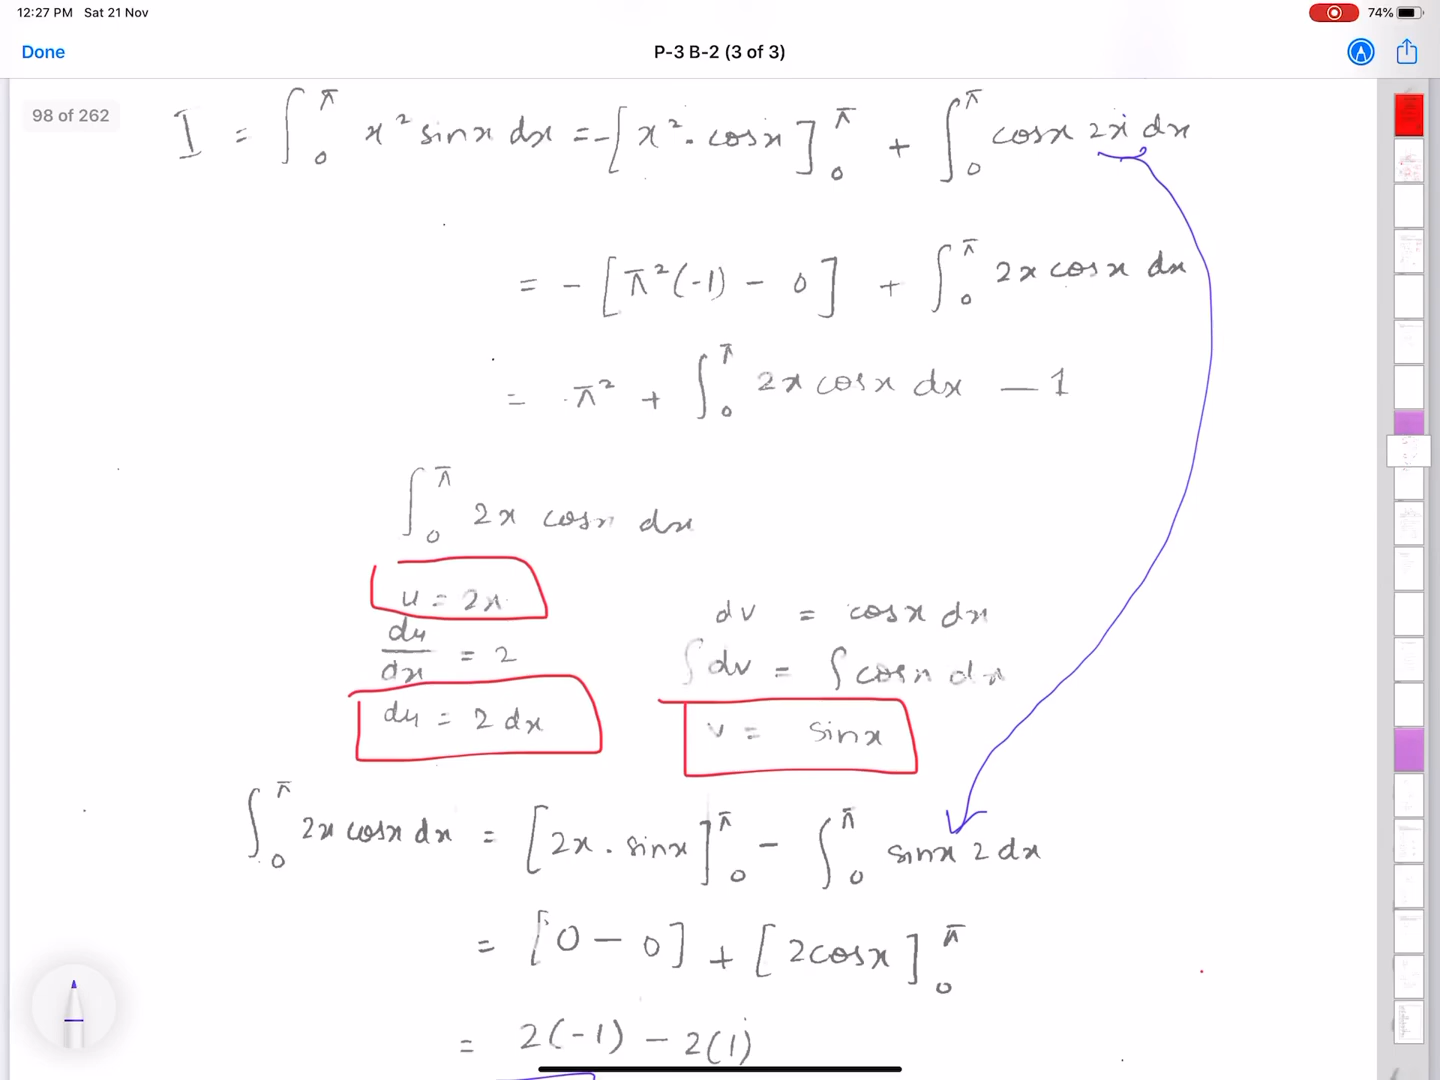 12:27 PM Sat 21 Nov 74%
Done P-3 B-2 (3 of 3)
98 of 262
I = ∫₀^π x² sinx dx = -[x² · cosx]₀^π + ∫₀^π cosx 2x dx
= - [π²(-1) - 0] + ∫₀^π 2x cosx dx
= π² + ∫₀^π 2x cosx dx — 1
∫₀^π 2x cosx dx
u = 2x
dv = cosx dx
du/dx = 2
∫dv = ∫cosx dx
du = 2 dx
v = sinx
∫₀^π 2x cosx dx = [2x · sinx]₀^π - ∫₀^π sinx 2 dx
= [0 - 0] + [2cosx]₀^π
= 2(-1) - 2(1)